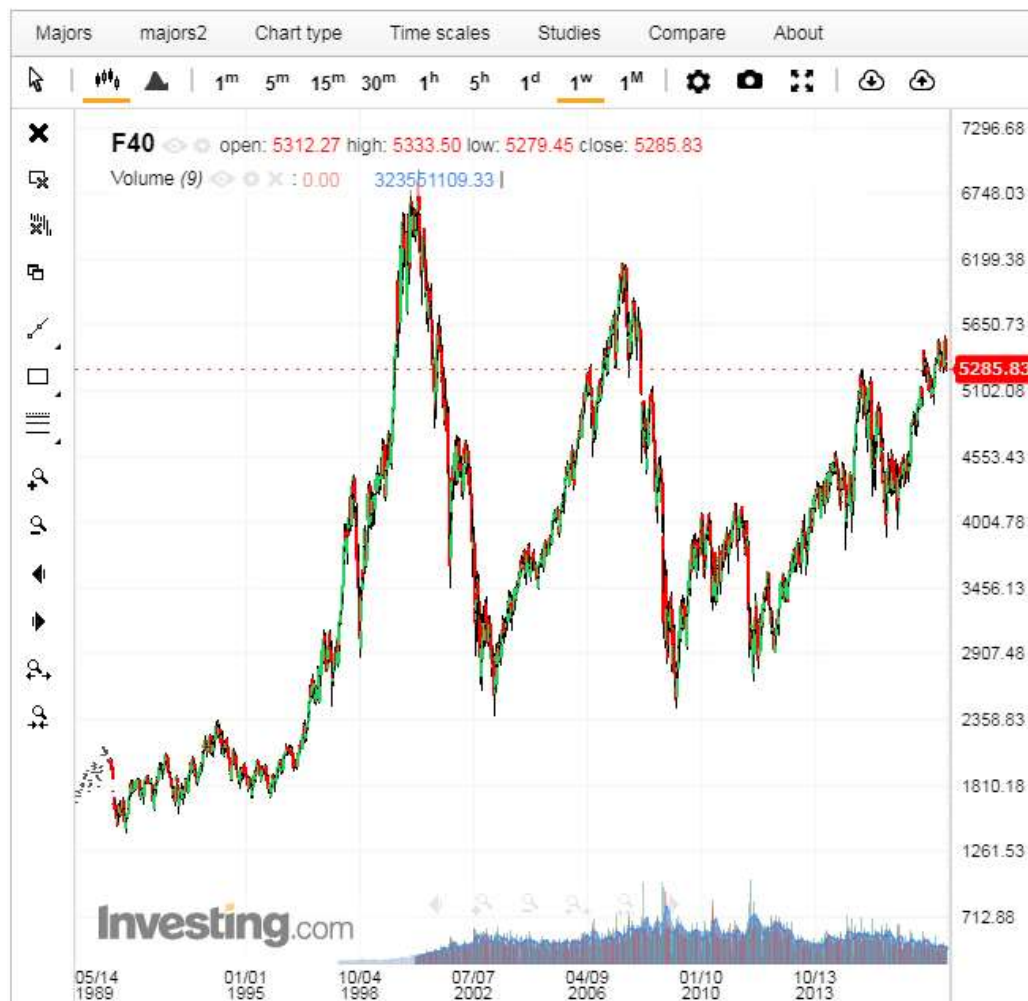 Majors majors2 Chart type Time scales Studies Compare About
1m 5m 15m 30m 1h 5h 1d 1w 1M
F40 open: 5312.27 high: 5333.50 low: 5279.45 close: 5285.83
Volume (9) : 0.00 323551109.33
7296.68
6748.03
6199.38
5650.73
5285.83
5102.08
4553.43
4004.78
3456.13
2907.48
2358.83
1810.18
1261.53
712.88
Investing.com
05/14 01/01 10/04 07/07 04/09 01/10 10/13
1989 1995 1998 2002 2006 2010 2013